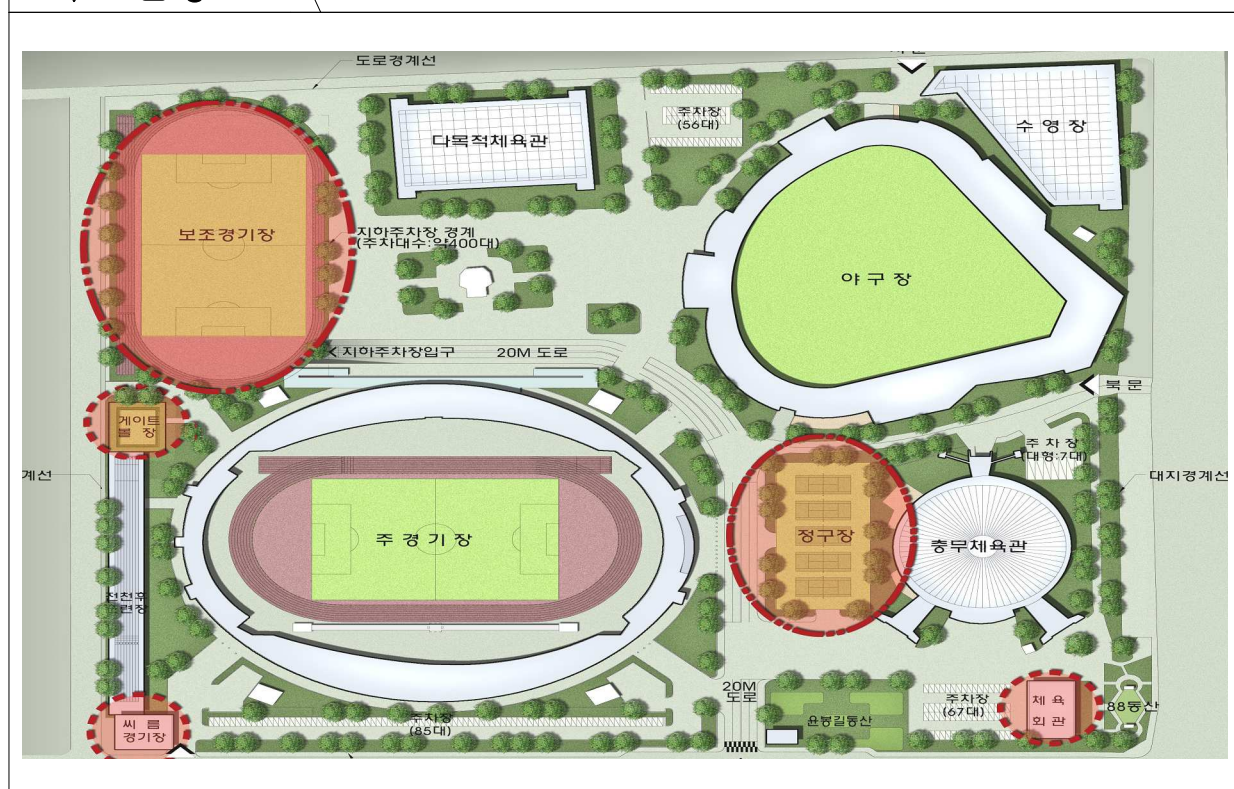 도로경계선
주차장
(56대)
수 영 장
다목적체육관
보조경기장
지하주차장 경계
(주차대수:약400대)
야 구 장
지하주차장입구
20M 도로
북 문
게이트
볼 장
주 차 장
(대형:7대)
계선
대지경계선
주 경 기 장
정구장
충무체육관
전천후
훈련장
20M
도로
씨 름
경기장
주차장
(85대)
윤봉길동산
주차장
(67대)
체 육
회 관
88동산